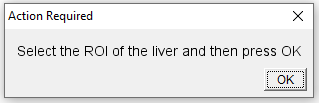 Action Required
Select the ROI of the liver and then press OK
OK